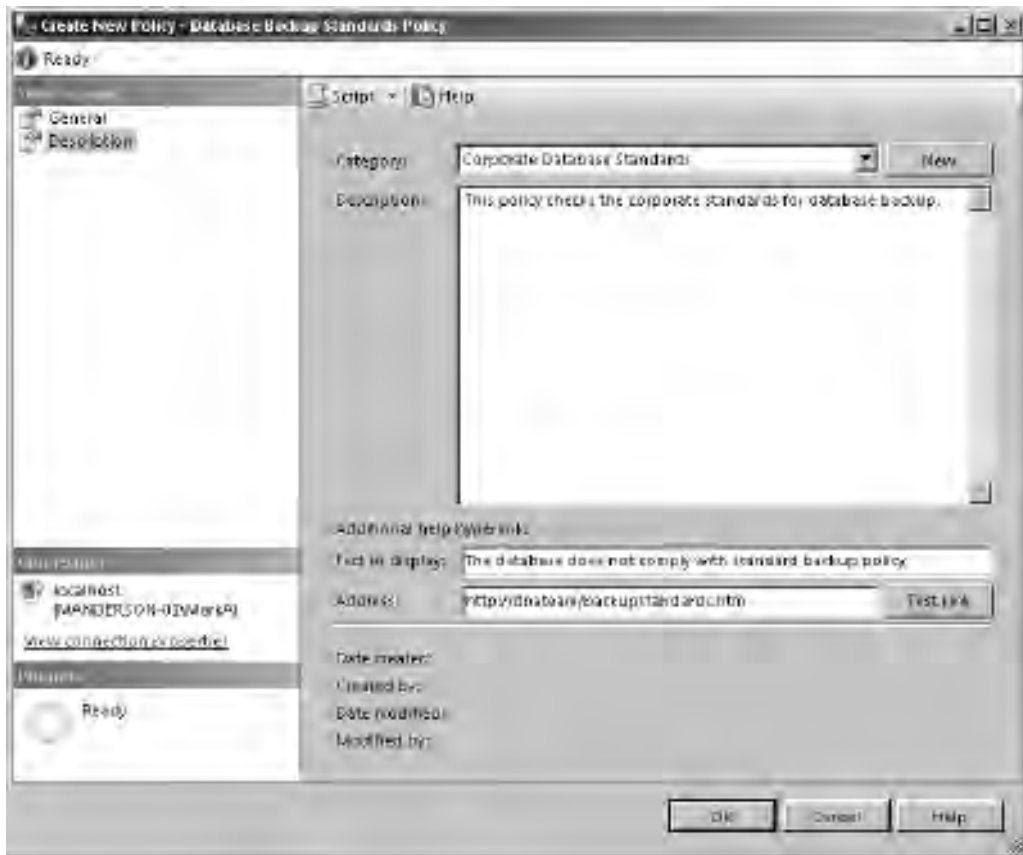 Create New Policy - Database Backup Standards Policy
Ready
Script Help
General
Description
Category: Corporate Database Standards New
Description: This policy checks the corporate standards for database backup.
Additional help hyperlink:
Text to display: The database does not comply with standard backup policy
Address: Test Link
localhost
View connection properties
Progress
Ready
Date created:
Created by:
Date modified:
Modified by:
OK Cancel Help